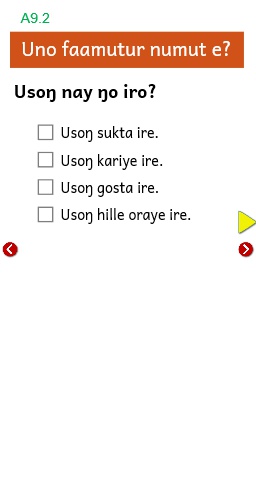 A9.2
Uno faamutur numut e?
Usoŋ nay ŋo iro?
Usoŋ sukta ire.
Usoŋ kariye ire.
Usoŋ gosta ire.
Usoŋ hille oraye ire.